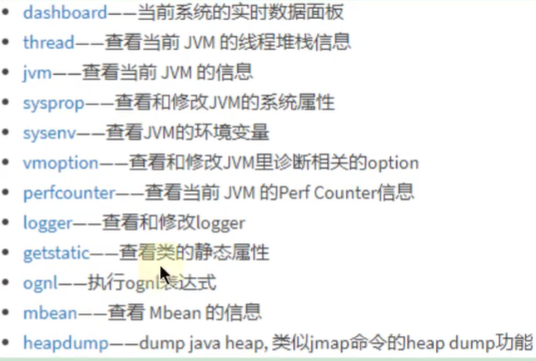 dashboard——当前系统的实时数据面板
thread——查看当前 JVM 的线程堆栈信息
jvm——查看当前 JVM 的信息
sysprop——查看和修改JVM的系统属性
sysenv——查看JVM的环境变量
vmoption——查看和修改JVM里诊断相关的option
perfcounter——查看当前 JVM 的Perf Counter信息
logger——查看和修改logger
getstatic——查看类的静态属性
ognl——执行ognl表达式
mbean——查看 Mbean 的信息
heapdump——dump java heap, 类似jmap命令的heap dump功能